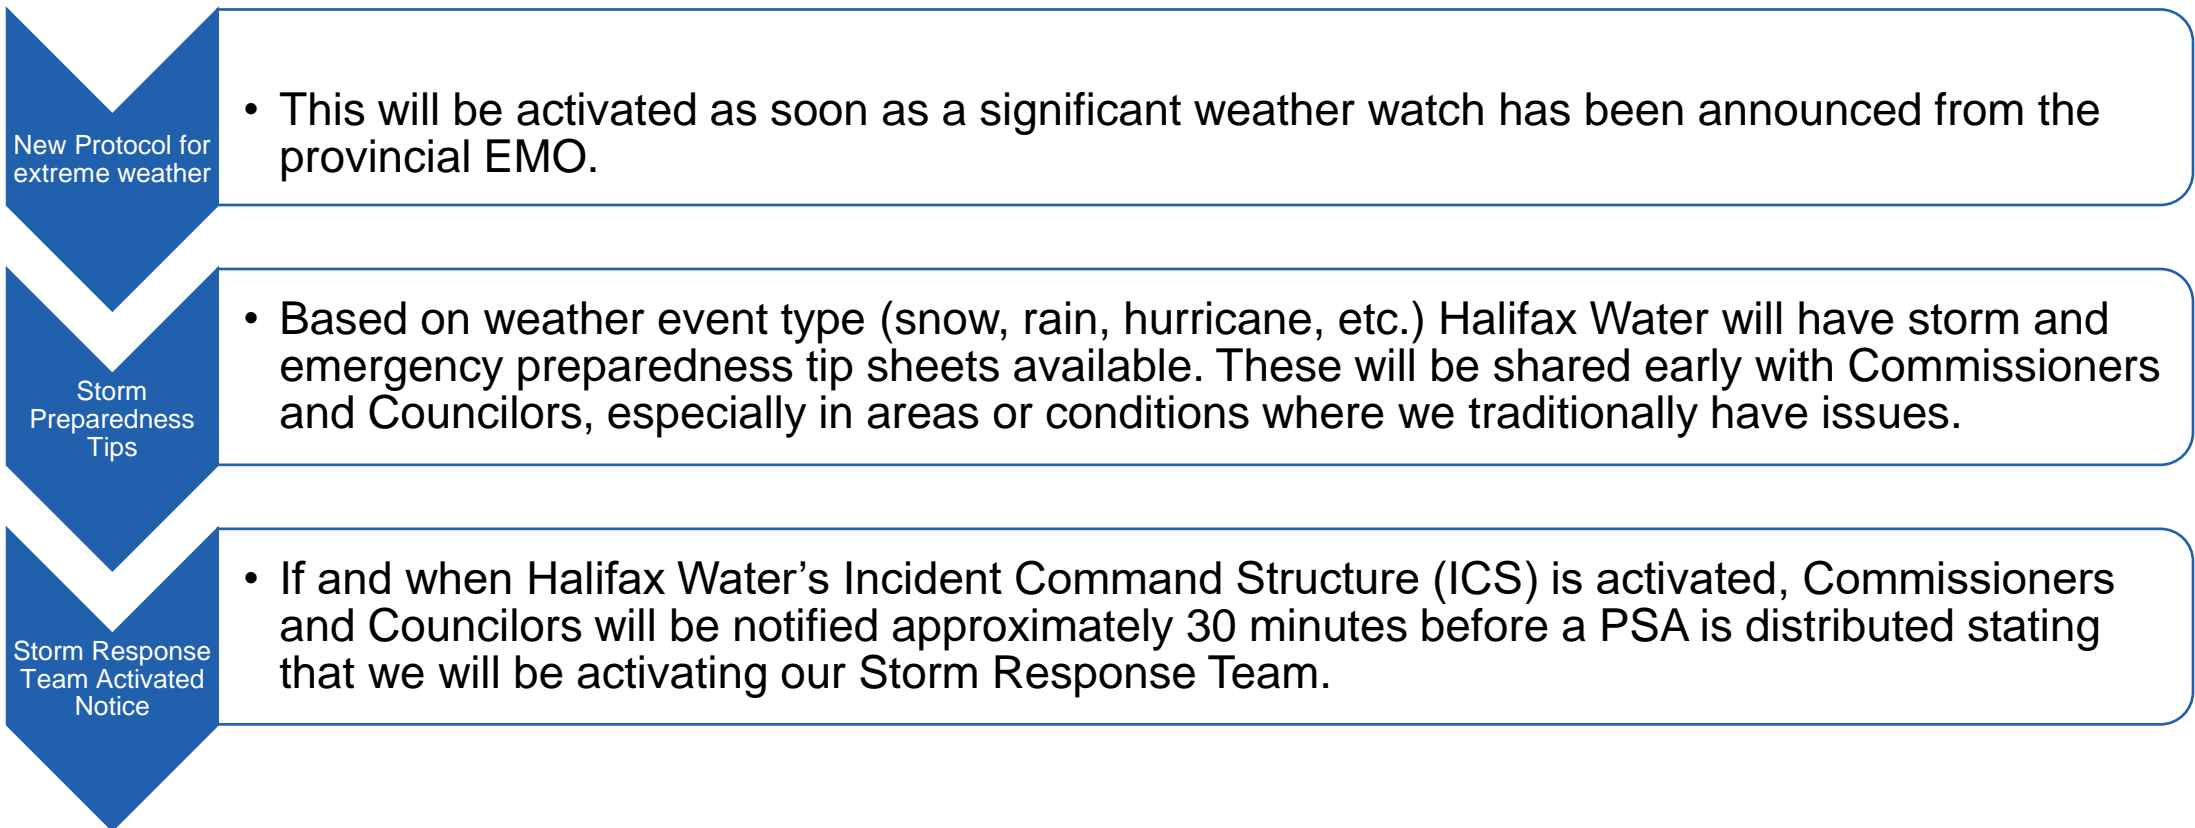 New Protocol for
extreme weather
• This will be activated as soon as a significant weather watch has been announced from the
provincial EMO.
Storm
Preparedness
Tips
• Based on weather event type (snow, rain, hurricane, etc.) Halifax Water will have storm and
emergency preparedness tip sheets available. These will be shared early with Commissioners
and Councilors, especially in areas or conditions where we traditionally have issues.
Storm Response
Team Activated
Notice
• If and when Halifax Water’s Incident Command Structure (ICS) is activated, Commissioners
and Councilors will be notified approximately 30 minutes before a PSA is distributed stating
that we will be activating our Storm Response Team.